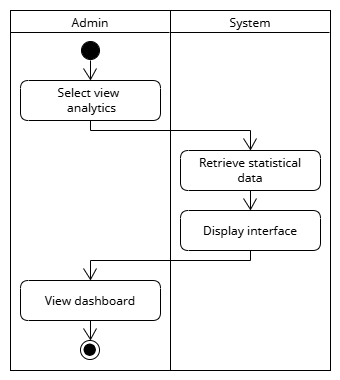 Admin
System
Select view
analytics
Retrieve statistical
data
Display interface
View dashboard